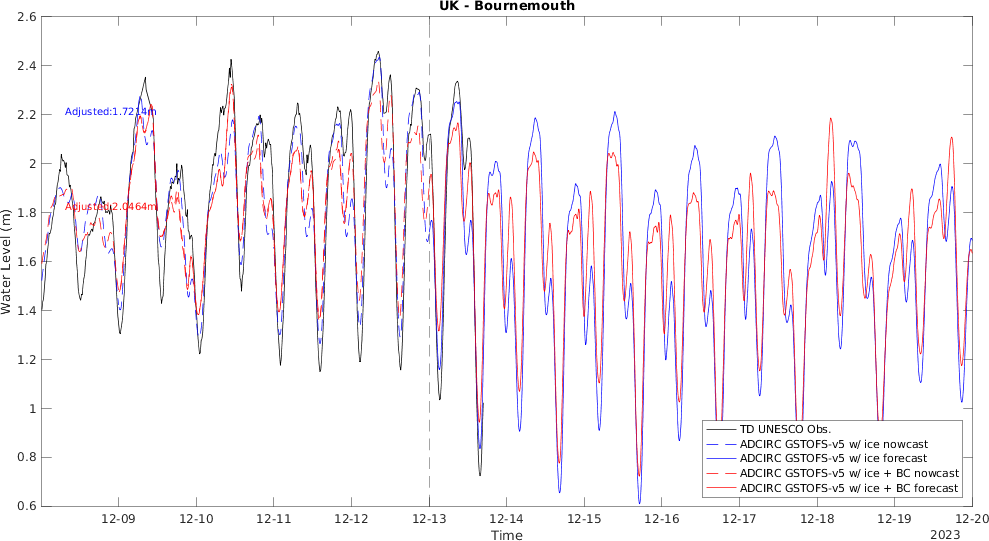 UK - Bournemouth
2.6
2.4
2.2
2
1.8
1.6
1.4
1.2
1
0.8
0.6
Water Level (m)
Adjusted:1.7214m
Adjusted:2.0464m
TD UNESCO Obs.
ADCIRC GSTOFS-v5 w/ ice nowcast
ADCIRC GSTOFS-v5 w/ ice forecast
ADCIRC GSTOFS-v5 w/ ice + BC nowcast
ADCIRC GSTOFS-v5 w/ ice + BC forecast
12-09 12-10 12-11 12-12 12-13 12-14 12-15 12-16 12-17 12-18 12-19 12-20
Time
2023